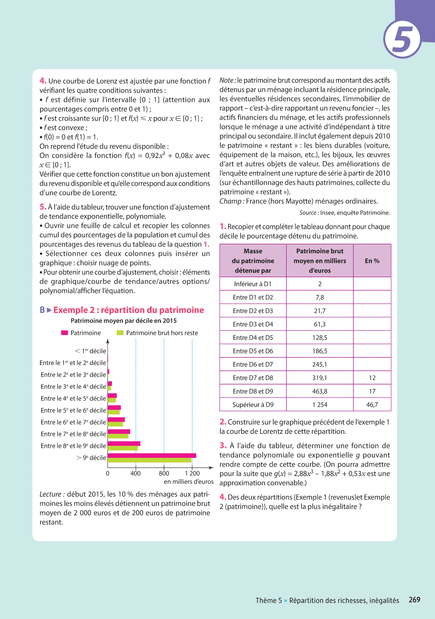 5
4. Une courbe de Lorenz est ajustée par une fonction f
vérifiant les quatre conditions suivantes :
• f est définie sur l'intervalle [0 ; 1] (attention aux
pourcentages compris entre 0 et 1) ;
• f est croissante sur [0 ; 1] et f(x) ⩽ x pour x ∈ [0 ; 1] ;
• f est convexe ;
• f(0) = 0 et f(1) = 1.
On reprend l'étude du revenu disponible :
On considère la fonction f(x) = 0,92x² + 0,08x avec
x ∈ [0 ; 1].
Vérifier que cette fonction constitue un bon ajustement
du revenu disponible et qu'elle correspond aux conditions
d'une courbe de Lorentz.
5. À l'aide du tableur, trouver une fonction d'ajustement
de tendance exponentielle, polynomiale.
• Ouvrir une feuille de calcul et recopier les colonnes
cumul des pourcentages de la population et cumul des
pourcentages des revenus du tableau de la question 1.
• Sélectionner ces deux colonnes puis insérer un
graphique : choisir nuage de points.
• Pour obtenir une courbe d'ajustement, choisir : éléments
de graphique/courbe de tendance/autres options/
polynomial/afficher l'équation.
B ▶ Exemple 2 : répartition du patrimoine
Patrimoine moyen par décile en 2015
Patrimoine
Patrimoine brut hors reste
< 1er décile
Entre le 1er et le 2e décile
Entre le 2e et le 3e décile
Entre le 3e et le 4e décile
Entre le 4e et le 5e décile
Entre le 5e et le 6e décile
Entre le 6e et le 7e décile
Entre le 7e et le 8e décile
Entre le 8e et le 9e décile
> 9e décile
0 400 800 1 200
en milliers d'euros
Lecture : début 2015, les 10 % des ménages aux patri-
moines les moins élevés détiennent un patrimoine brut
moyen de 2 000 euros et de 200 euros de patrimoine
restant.
Note : le patrimoine brut correspond au montant des actifs
détenus par un ménage incluant la résidence principale,
les éventuelles résidences secondaires, l'immobilier de
rapport – c'est-à-dire rapportant un revenu foncier –, les
actifs financiers du ménage, et les actifs professionnels
lorsque le ménage a une activité d'indépendant à titre
principal ou secondaire. Il inclut également depuis 2010
le patrimoine « restant » : les biens durables (voiture,
équipement de la maison, etc.), les bijoux, les œuvres
d'art et autres objets de valeur. Des améliorations de
l'enquête entraînent une rupture de série à partir de 2010
(sur échantillonnage des hauts patrimoines, collecte du
patrimoine « restant »).
Champ : France (hors Mayotte) ménages ordinaires.
Source : Insee, enquête Patrimoine.
1. Recopier et compléter le tableau donnant pour chaque
décile le pourcentage détenu du patrimoine.
Masse du patrimoine détenue par | Patrimoine brut moyen en milliers d'euros | En %
Inférieur à D1 2
Entre D1 et D2 7,8
Entre D2 et D3 21,7
Entre D3 et D4 61,3
Entre D4 et D5 128,5
Entre D5 et D6 186,5
Entre D6 et D7 245,1
Entre D7 et D8 319,1 12
Entre D8 et D9 463,8 17
Supérieur à D9 1 254 46,7
2. Construire sur le graphique précédent de l'exemple 1
la courbe de Lorentz de cette répartition.
3. À l'aide du tableur, déterminer une fonction de
tendance polynomiale ou exponentielle g pouvant
rendre compte de cette courbe. (On pourra admettre
pour la suite que g(x) = 2,88x³ – 1,88x² + 0,53x est une
approximation convenable.)
4. Des deux répartitions (Exemple 1 (revenus)et Exemple
2 (patrimoine)), quelle est la plus inégalitaire ?
Thème 5 • Répartition des richesses, inégalités 269